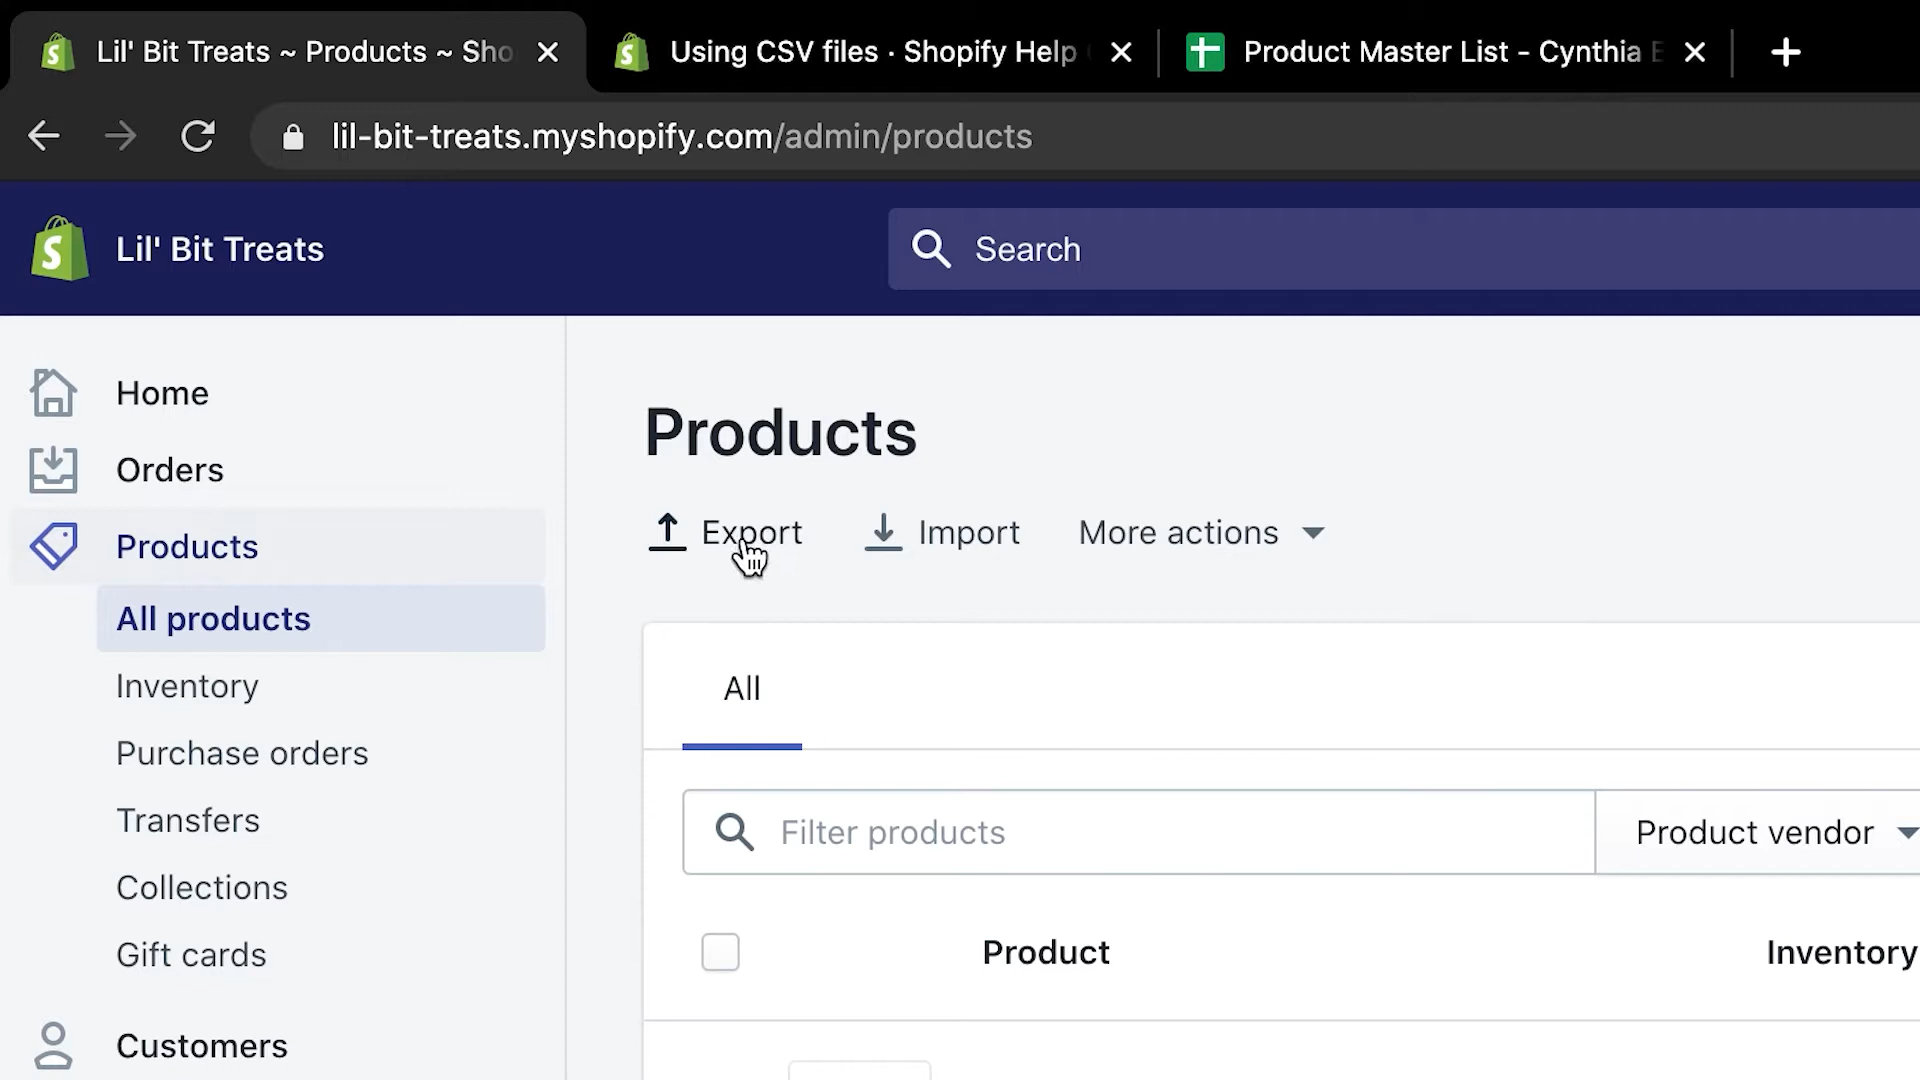 Lil' Bit Treats ~ Products ~ Sho
Using CSV files · Shopify Help
Product Master List - Cynthia
lil-bit-treats.myshopify.com/admin/products
Lil' Bit Treats
Search
Home
Orders
Products
All products
Inventory
Purchase orders
Transfers
Collections
Gift cards
Customers
Products
Export
Import
More actions
All
Filter products
Product vendor
Product
Inventory